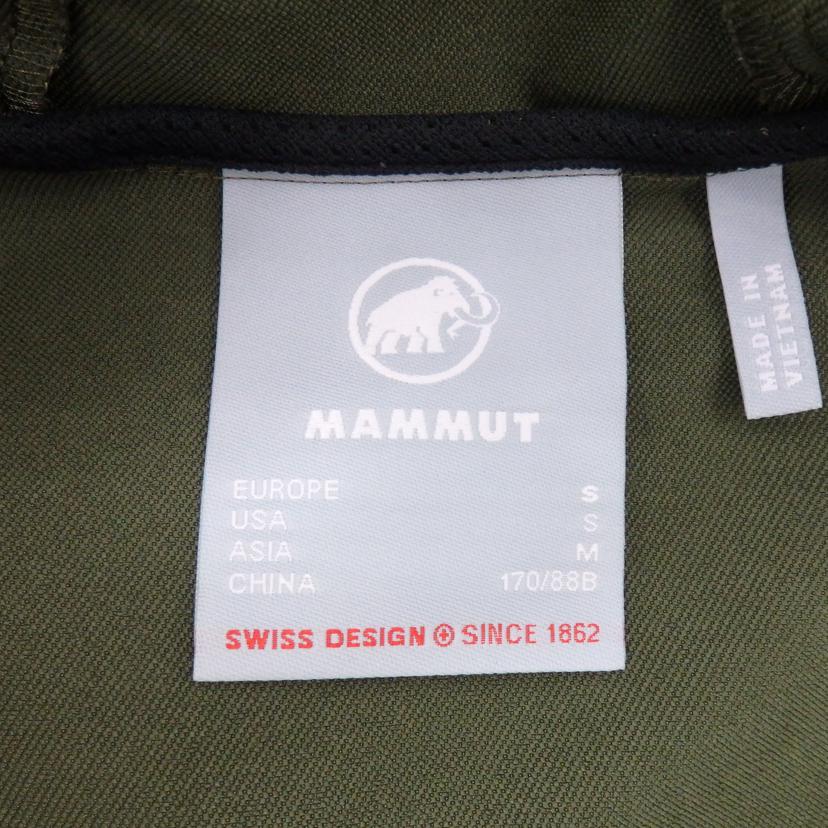 MAMMUT
EUROPE S
USA S
ASIA M
CHINA 170/88B
SWISS DESIGN SINCE 1862
MADE IN
VIETNAM